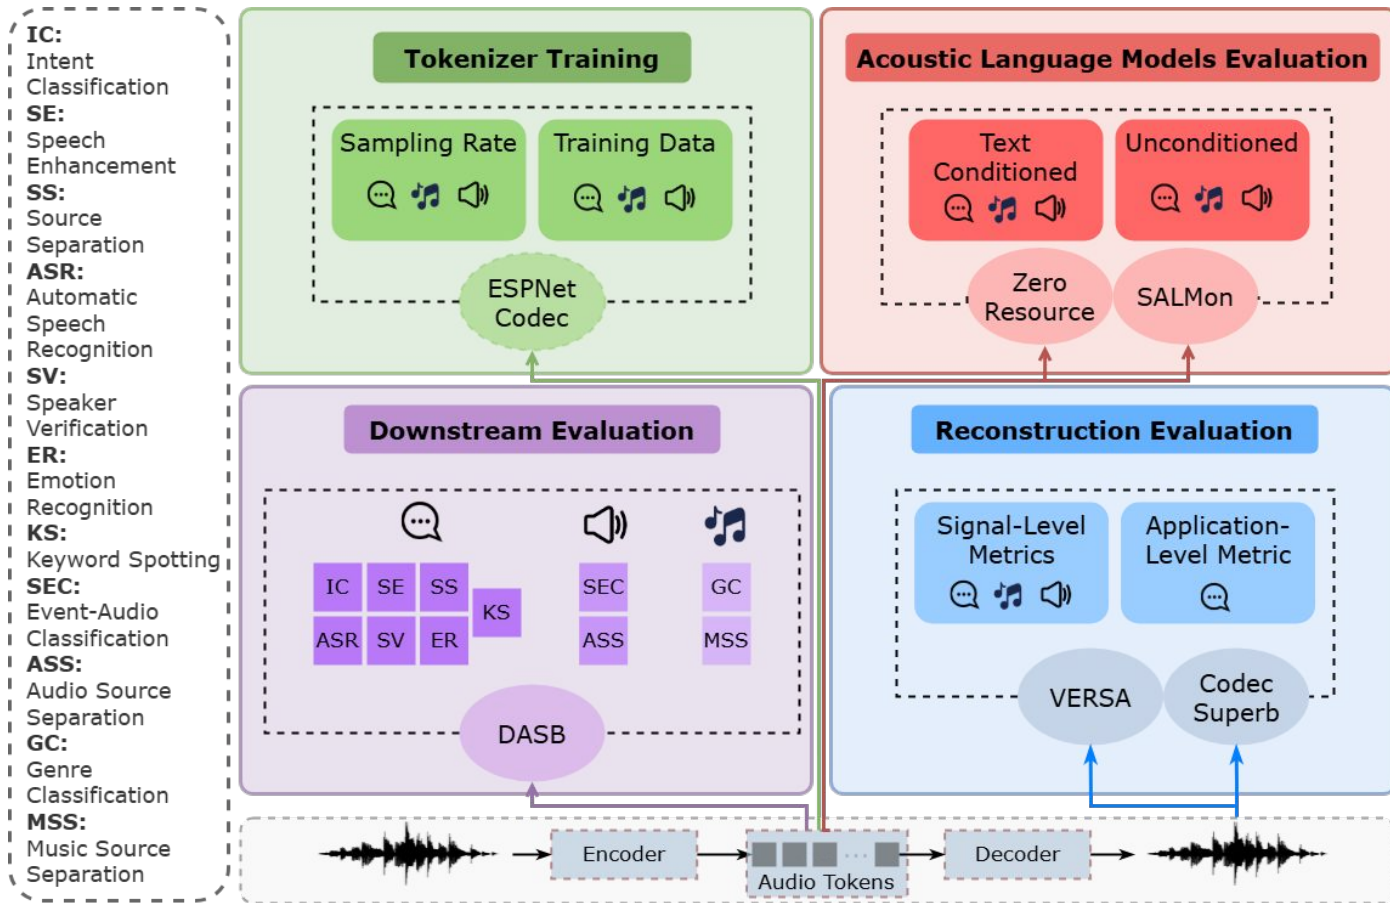 IC:
Intent
Classification
SE:
Speech
Enhancement
SS:
Source
Separation
ASR:
Automatic
Speech
Recognition
SV:
Speaker
Verification
ER:
Emotion
Recognition
KS:
Keyword Spotting
SEC:
Event-Audio
Classification
ASS:
Audio Source
Separation
GC:
Genre
Classification
MSS:
Music Source
Separation
Tokenizer Training
Sampling Rate
Training Data
ESPNet
Codec
Acoustic Language Models Evaluation
Text
Conditioned
Unconditioned
Zero
Resource
SALMon
Downstream Evaluation
IC SE SS
KS
ASR SV ER
SEC
ASS
GC
MSS
DASB
Reconstruction Evaluation
Signal-Level
Metrics
Application-
Level Metric
VERSA
Codec
Superb
Encoder
Audio Tokens
Decoder